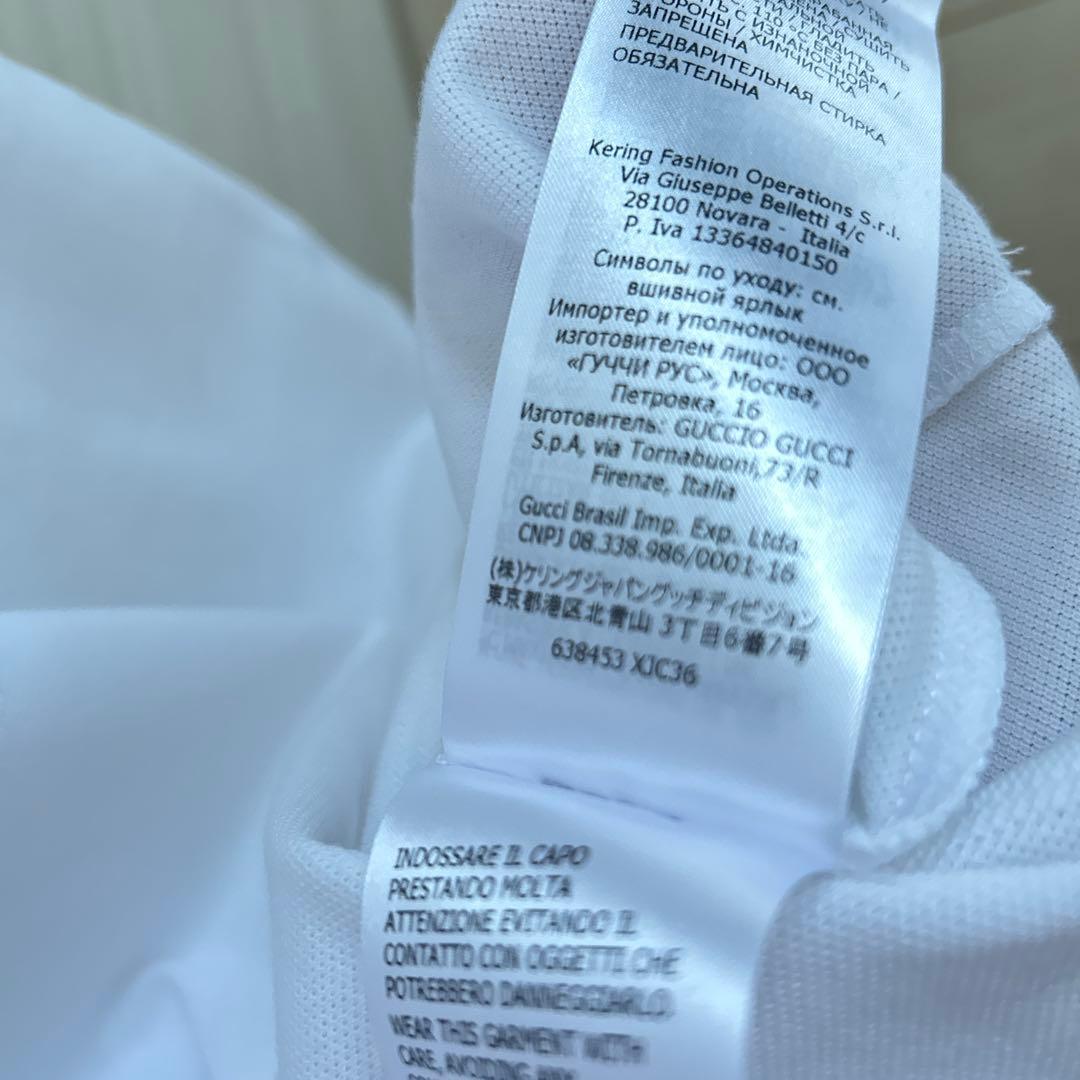 110°C БЕЗ ПАРА /
С ИЗНАНОЧНОЙ
СТОРОНЫ / ХИМЧИСТКА
ЗАПРЕЩЕНА
ПРЕДВАРИТЕЛЬНАЯ СТИРКА
ОБЯЗАТЕЛЬНА
Kering Fashion Operations S.r.l.
Via Giuseppe Belletti 4/c
28100 Novara - Italia
P. Iva 13364840150
Символы по уходу: см.
вшивной ярлык
Импортер и уполномоченное
изготовителем лицо: ООО
«ГУЧЧИ РУС», Москва,
Петровка, 16
Изготовитель: GUCCIO GUCCI
S.p.A, via Tornabuoni,73/R
Firenze, Italia
Gucci Brasil Imp. Exp. Ltda
CNPJ 08.338.986/0001-16
(株)ケリングジャパングッチディビジョン
東京都港区北青山 3丁目6番7号
638453 XJC36
INDOSSARE IL CAPO
PRESTANDO MOLTA
ATTENZIONE EVITANDO IL
CONTATTO CON OGGETTI CHE
POTREBBERO DANNEGGIARLO.
WEAR THIS GARMENT WITH
CARE, AVOIDING ANY